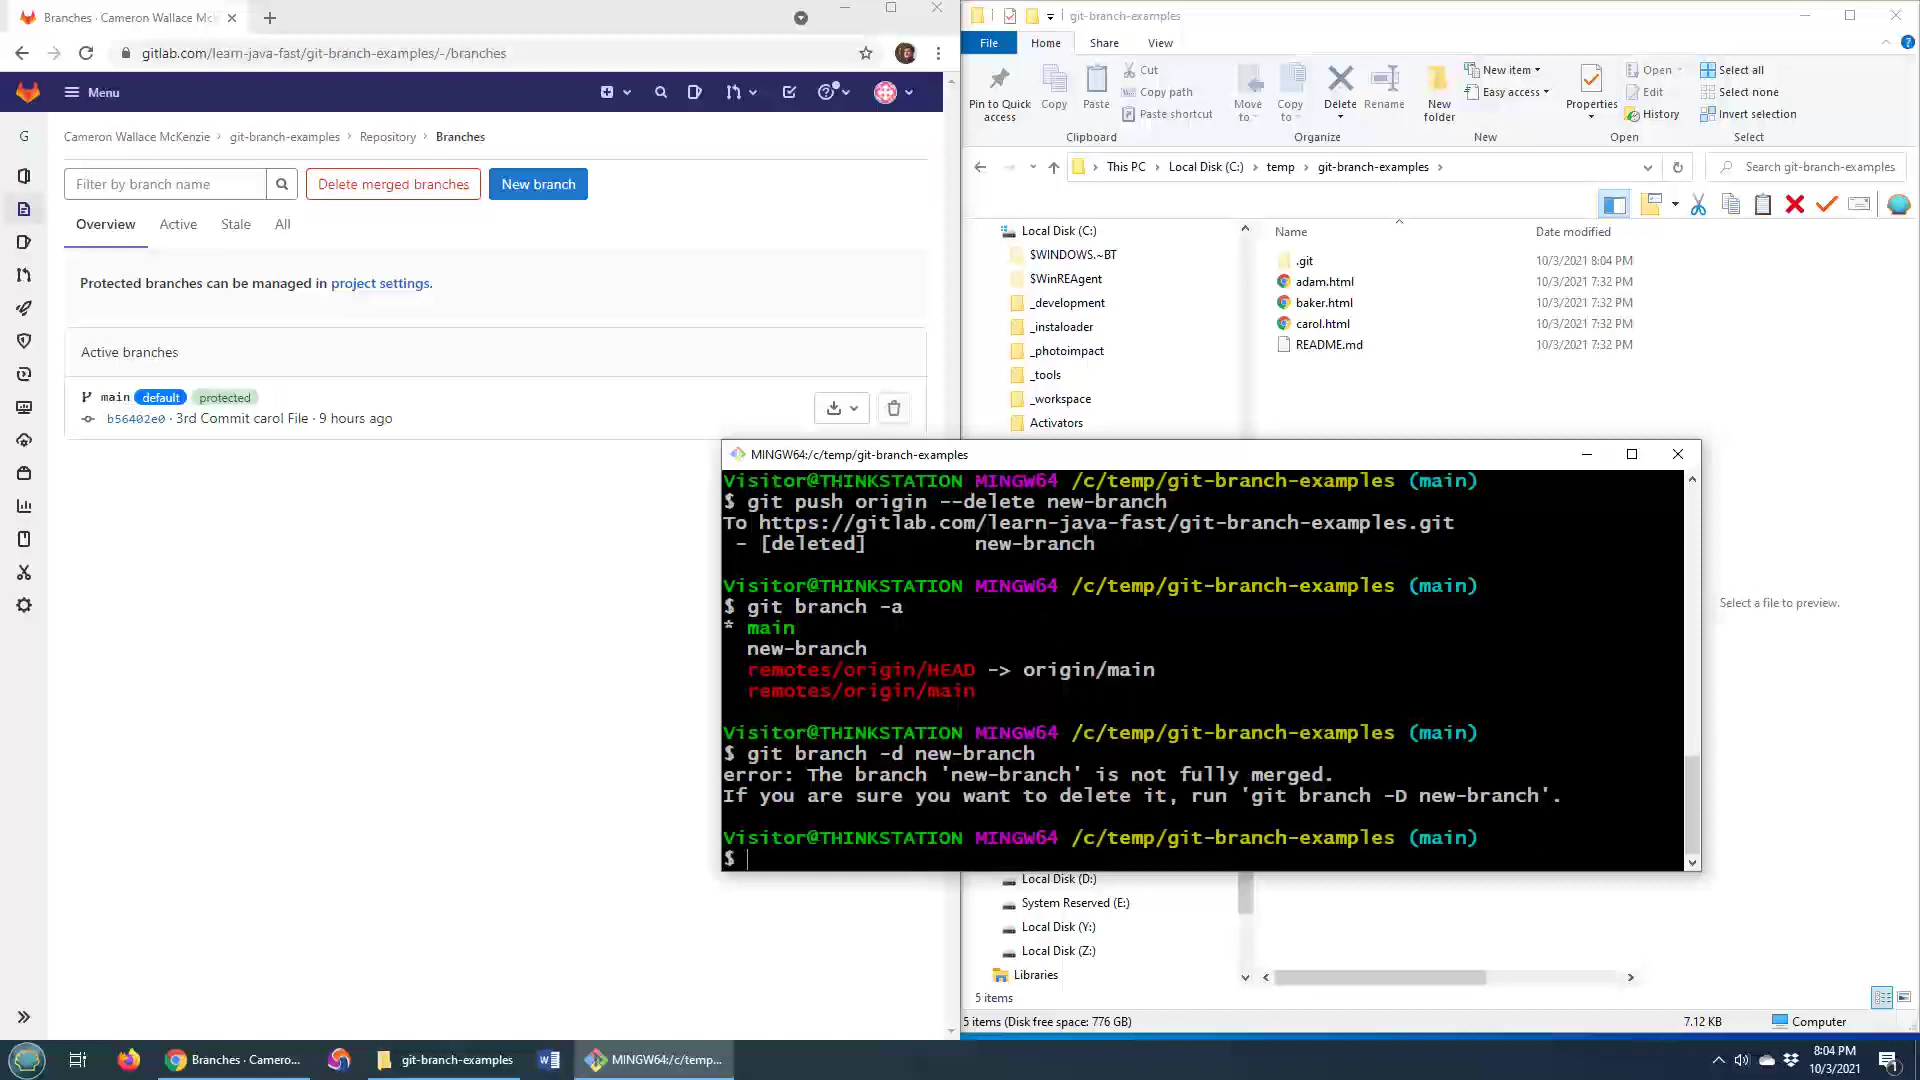 Branches · Cameron Wallace McK
gitlab.com/learn-java-fast/git-branch-examples/-/branches
Menu
G
Cameron Wallace McKenzie › git-branch-examples › Repository › Branches
Filter by branch name
Delete merged branches
New branch
Overview
Active
Stale
All
Protected branches can be managed in project settings.
Active branches
main default protected
b56402e0 · 3rd Commit carol File · 9 hours ago
git-branch-examples
File
Home
Share
View
Pin to Quick access
Copy
Paste
Cut
Copy path
Paste shortcut
Clipboard
Move to
Copy to
Delete
Rename
Organize
New folder
New item
Easy access
New
Properties
Open
Edit
History
Open
Select all
Select none
Invert selection
Select
This PC › Local Disk (C:) › temp › git-branch-examples ›
Search git-branch-examples
Local Disk (C:)
$WINDOWS.~BT
$WinREAgent
_development
_instaloader
_photoimpact
_tools
_workspace
Activators
Name Date modified
.git 10/3/2021 8:04 PM
adam.html 10/3/2021 7:32 PM
baker.html 10/3/2021 7:32 PM
carol.html 10/3/2021 7:32 PM
README.md 10/3/2021 7:32 PM
Select a file to preview.
MINGW64:/c/temp/git-branch-examples
Visitor@THINKSTATION MINGW64 /c/temp/git-branch-examples (main)
$ git push origin --delete new-branch
To https://gitlab.com/learn-java-fast/git-branch-examples.git
- [deleted] new-branch
Visitor@THINKSTATION MINGW64 /c/temp/git-branch-examples (main)
$ git branch -a
* main
new-branch
remotes/origin/HEAD -> origin/main
remotes/origin/main
Visitor@THINKSTATION MINGW64 /c/temp/git-branch-examples (main)
$ git branch -d new-branch
error: The branch 'new-branch' is not fully merged.
If you are sure you want to delete it, run 'git branch -D new-branch'.
Visitor@THINKSTATION MINGW64 /c/temp/git-branch-examples (main)
$
Local Disk (D:)
System Reserved (E:)
Local Disk (Y:)
Local Disk (Z:)
Libraries
5 items
5 items (Disk free space: 776 GB)
7.12 KB
Computer
Branches · Camero...
git-branch-examples
MINGW64:/c/temp...
8:04 PM
10/3/2021
1